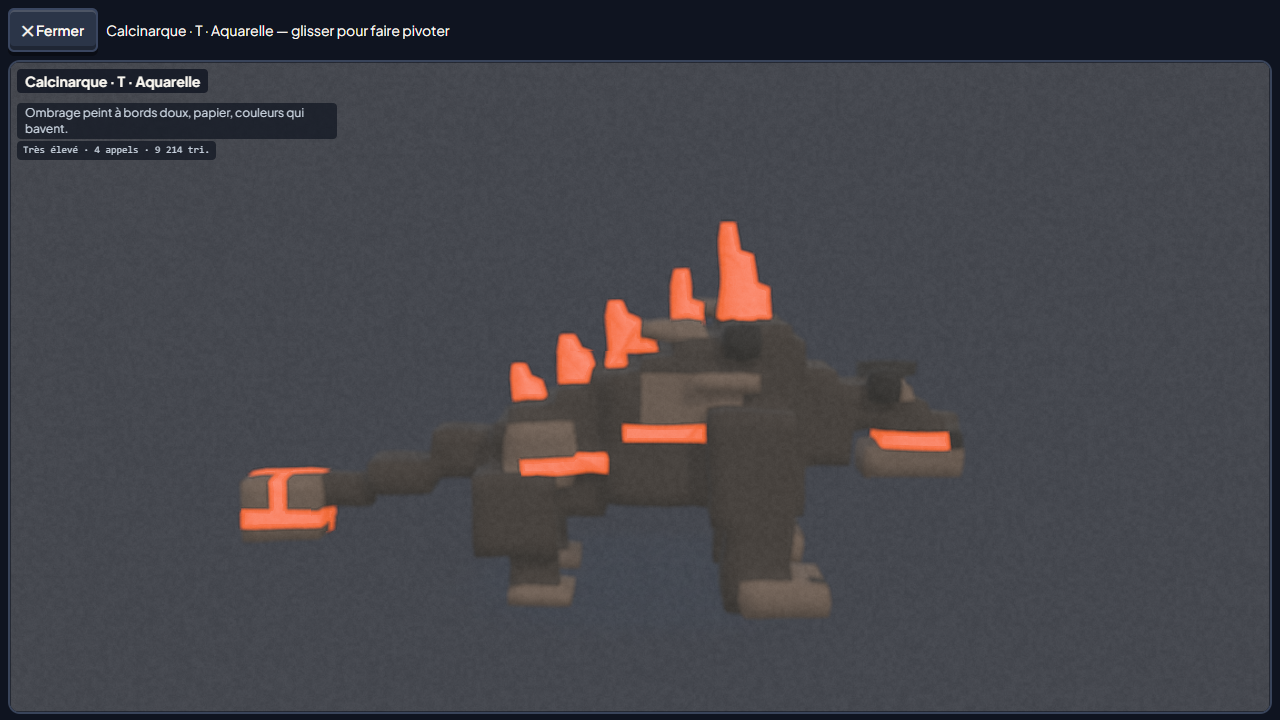 Fermer
Calcinarque · T · Aquarelle — glisser pour faire pivoter
Calcinarque · T · Aquarelle
Ombrage peint à bords doux, papier, couleurs qui
bavent.
Très élevé · 4 appels · 9 214 tri.